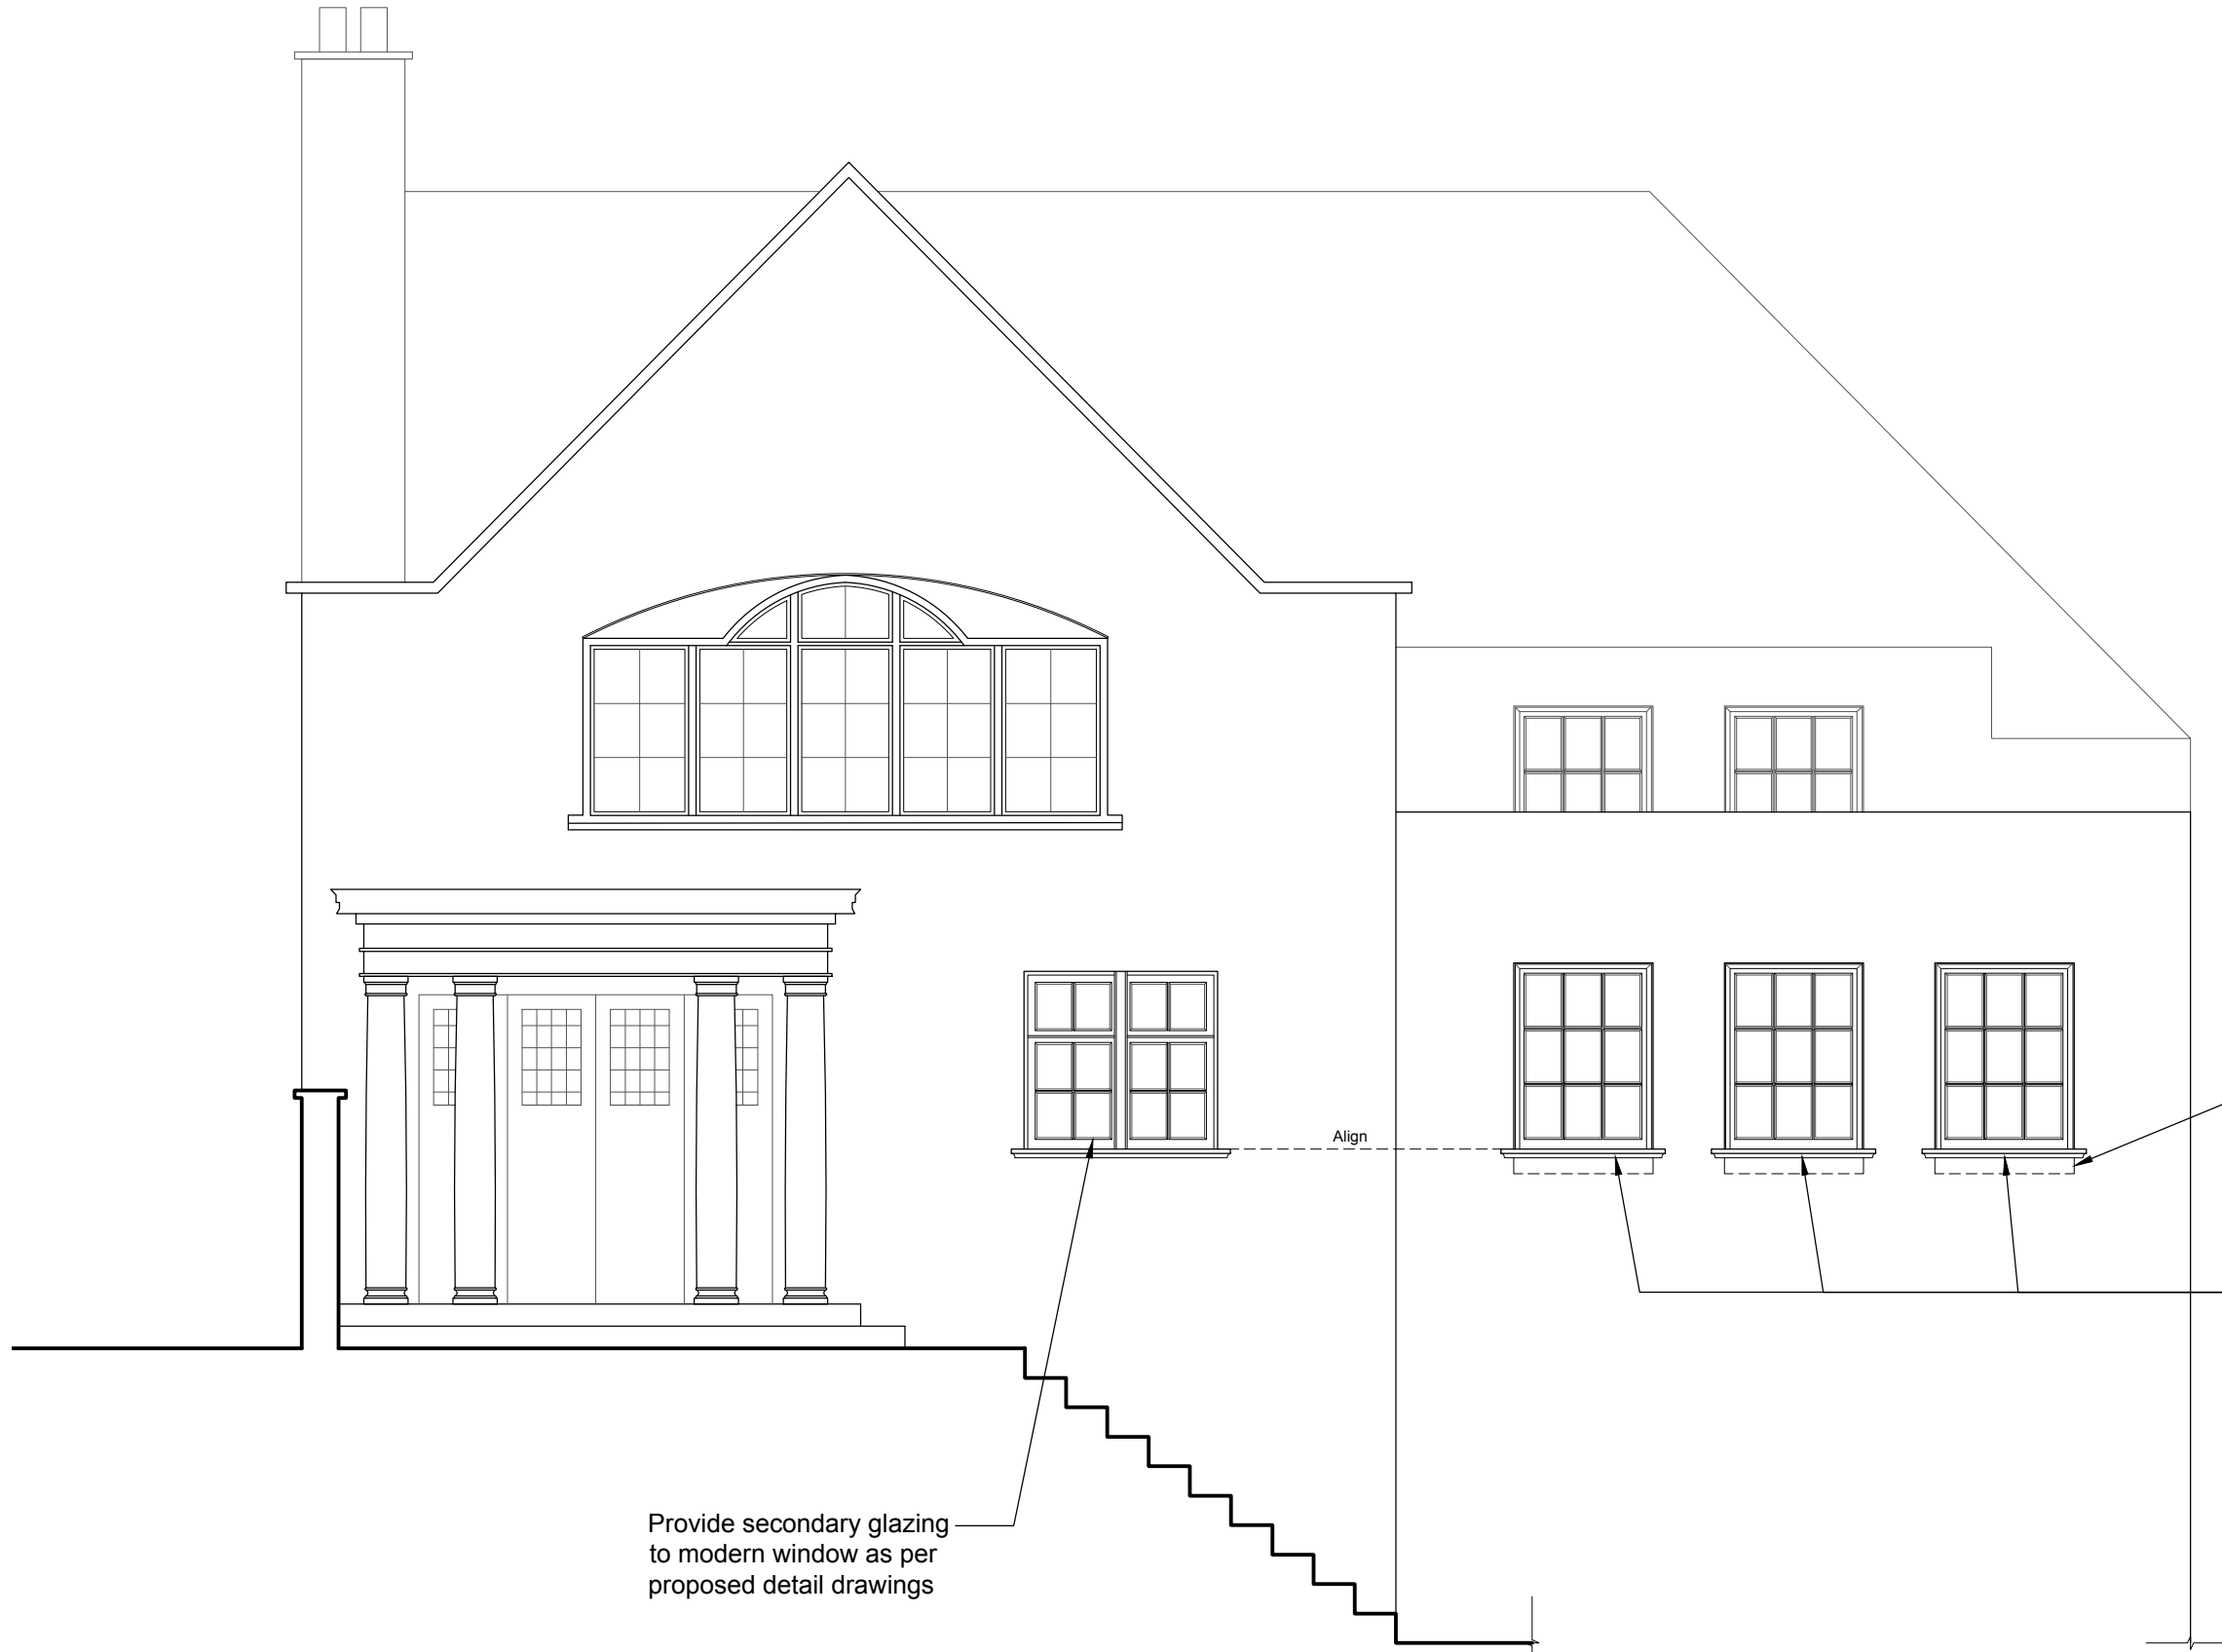 Align
Provide secondary glazing
to modern window as per
proposed detail drawings